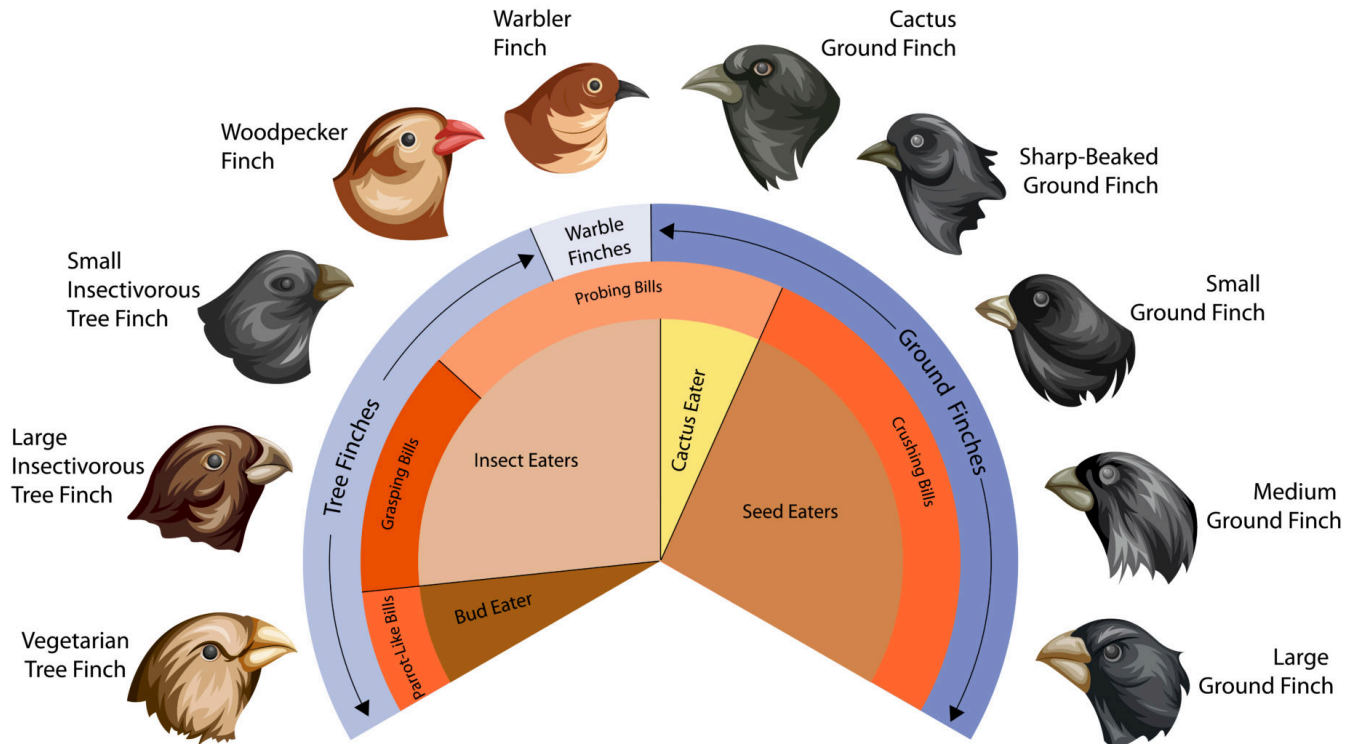 Warbler
Finch
Cactus
Ground Finch
Woodpecker
Finch
Sharp-Beaked
Ground Finch
Small
Insectivorous
Tree Finch
Small
Ground Finch
Large
Insectivorous
Tree Finch
Medium
Ground Finch
Vegetarian
Tree Finch
Large
Ground Finch
Warble
Finches
Tree Finches
Ground Finches
Probing Bills
Grasping Bills
Parrot-Like Bills
Crushing Bills
Insect Eaters
Cactus Eater
Seed Eaters
Bud Eater